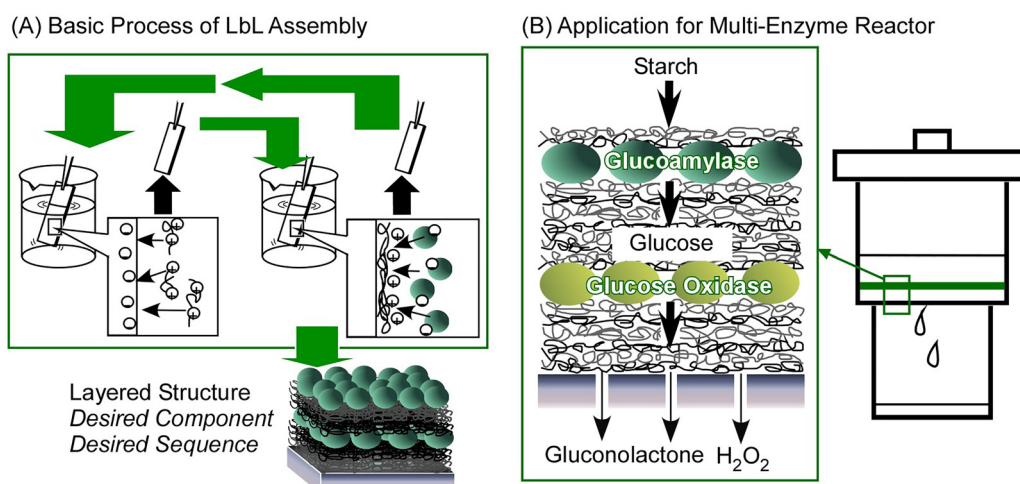 (A) Basic Process of LbL Assembly
Layered Structure
Desired Component
Desired Sequence
(B) Application for Multi-Enzyme Reactor
Starch
Glucoamylase
Glucose
Glucose Oxidase
Gluconolactone H₂O₂